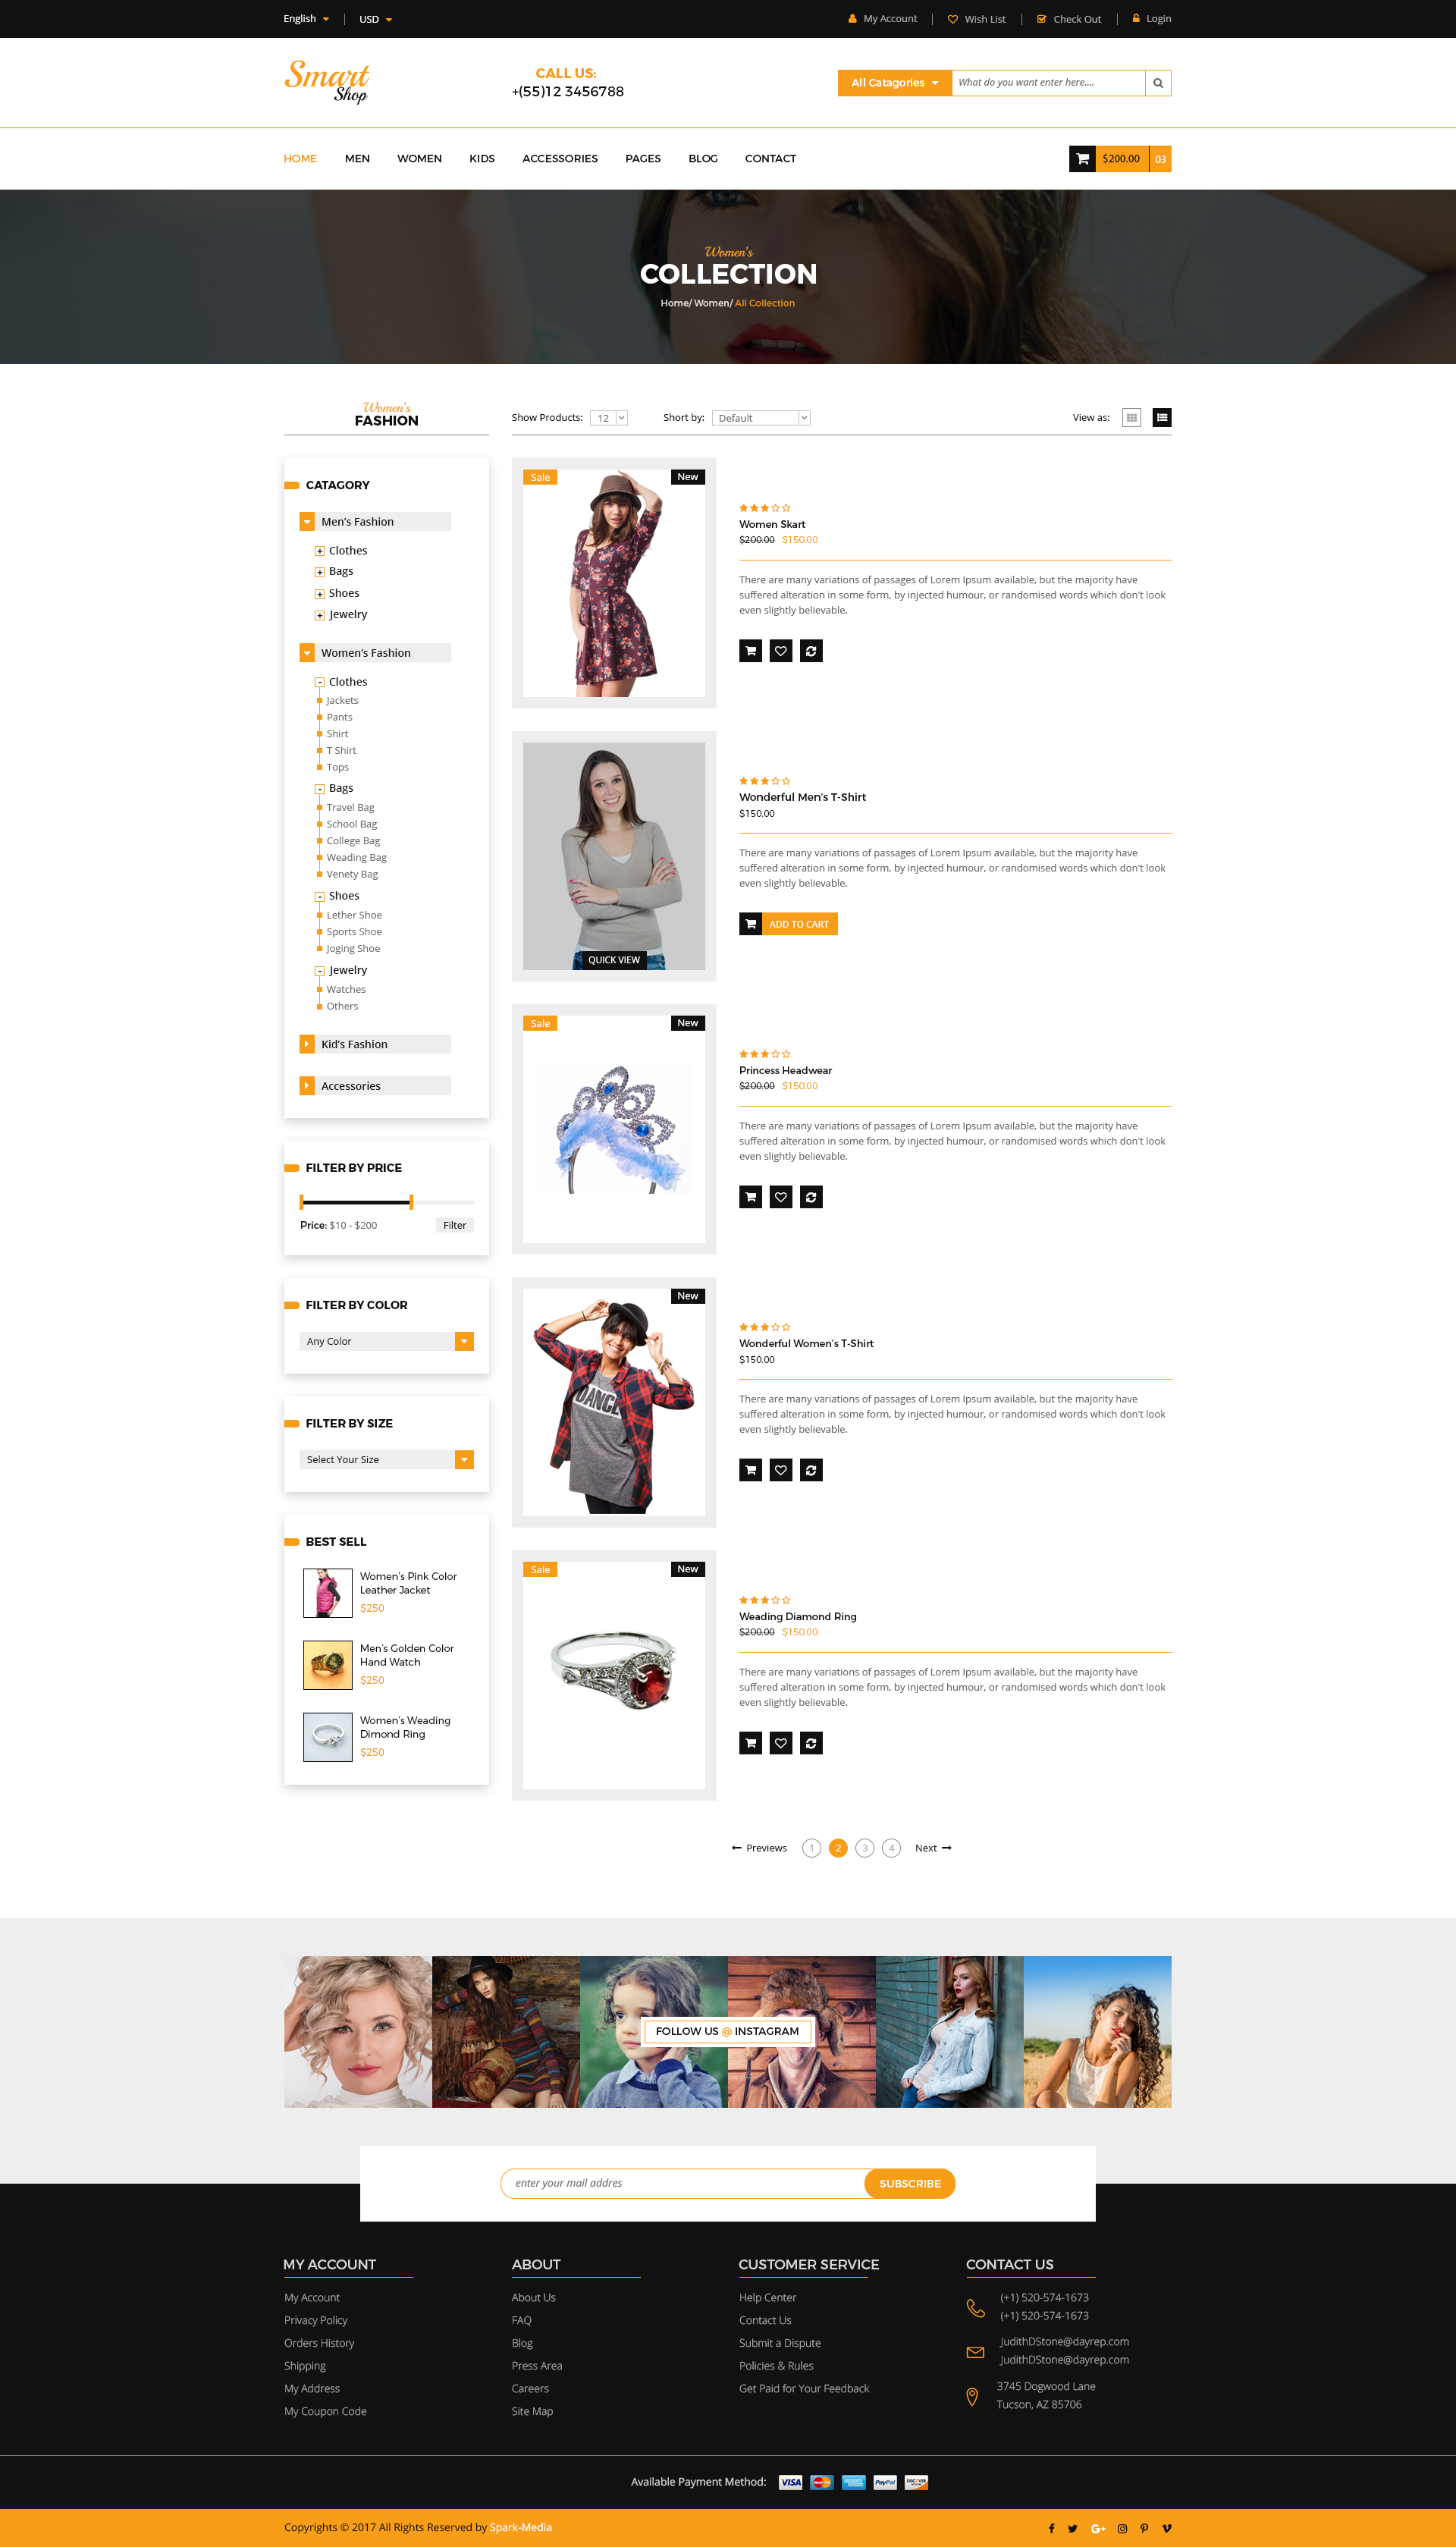 English USD My Account Wish List Check Out Login
Smart
Shop
CALL US:
+(55)12 3456788
All Catagories What do you want enter here....
HOME MEN WOMEN KIDS ACCESSORIES PAGES BLOG CONTACT $200.00 03
Women's
COLLECTION
Home/ Women/ All Collection
Women's
FASHION
CATAGORY
Men's Fashion
+ Clothes
+ Bags
+ Shoes
+ Jewelry
Women's Fashion
- Clothes
Jackets
Pants
Shirt
T Shirt
Tops
- Bags
Travel Bag
School Bag
College Bag
Weading Bag
Venety Bag
- Shoes
Lether Shoe
Sports Shoe
Joging Shoe
- Jewelry
Watches
Others
Kid's Fashion
Accessories
FILTER BY PRICE
Price: $10 - $200 Filter
FILTER BY COLOR
Any Color
FILTER BY SIZE
Select Your Size
BEST SELL
Women's Pink Color
Leather Jacket
$250
Men's Golden Color
Hand Watch
$250
Women's Weading
Dimond Ring
$250
Show Products: 12 Short by: Default View as:
Sale New
Women Skart
$200.00 $150.00
There are many variations of passages of Lorem Ipsum available, but the majority have
suffered alteration in some form, by injected humour, or randomised words which don't look
even slightly believable.
QUICK VIEW
Wonderful Men's T-Shirt
$150.00
There are many variations of passages of Lorem Ipsum available, but the majority have
suffered alteration in some form, by injected humour, or randomised words which don't look
even slightly believable.
ADD TO CART
Sale New
Princess Headwear
$200.00 $150.00
There are many variations of passages of Lorem Ipsum available, but the majority have
suffered alteration in some form, by injected humour, or randomised words which don't look
even slightly believable.
New
DANCE
Wonderful Women's T-Shirt
$150.00
There are many variations of passages of Lorem Ipsum available, but the majority have
suffered alteration in some form, by injected humour, or randomised words which don't look
even slightly believable.
Sale New
Weading Diamond Ring
$200.00 $150.00
There are many variations of passages of Lorem Ipsum available, but the majority have
suffered alteration in some form, by injected humour, or randomised words which don't look
even slightly believable.
Previews 1 2 3 4 Next
FOLLOW US @ INSTAGRAM
enter your mail addres SUBSCRIBE
MY ACCOUNT
My Account
Privacy Policy
Orders History
Shipping
My Address
My Coupon Code
ABOUT
About Us
FAQ
Blog
Press Area
Careers
Site Map
CUSTOMER SERVICE
Help Center
Contact Us
Submit a Dispute
Policies & Rules
Get Paid for Your Feedback
CONTACT US
(+1) 520-574-1673
(+1) 520-574-1673
JudithDStone@dayrep.com
JudithDStone@dayrep.com
3745 Dogwood Lane
Tucson, AZ 85706
Available Payment Method: VISA MasterCard AMERICAN EXPRESS PayPal DISCOVER
Copyrights © 2017 All Rights Reserved by Spark-Media